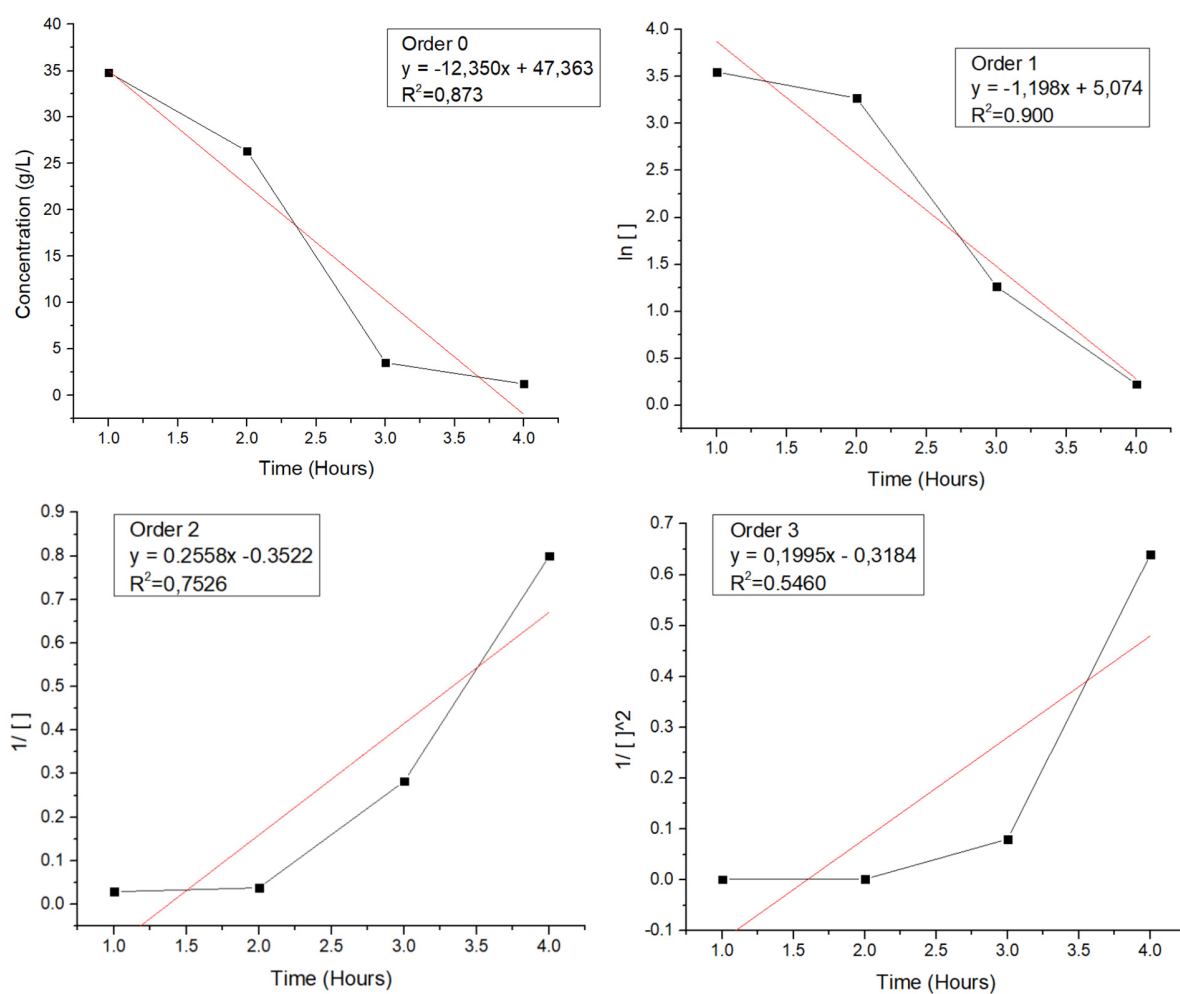 Order 0
y = -12,350x + 47,363
R²=0,873
40
35
30
25
20
15
10
5
0
Concentration (g/L)
1.0 1.5 2.0 2.5 3.0 3.5 4.0
Time (Hours)
Order 1
y = -1,198x + 5,074
R²=0.900
4.0
3.5
3.0
2.5
2.0
1.5
1.0
0.5
0.0
ln [ ]
1.0 1.5 2.0 2.5 3.0 3.5 4.0
Time (Hours)
Order 2
y = 0.2558x -0.3522
R²=0,7526
0.9
0.8
0.7
0.6
0.5
0.4
0.3
0.2
0.1
0.0
1/ [ ]
1.0 1.5 2.0 2.5 3.0 3.5 4.0
Time (Hours)
Order 3
y = 0,1995x - 0,3184
R²=0.5460
0.7
0.6
0.5
0.4
0.3
0.2
0.1
0.0
-0.1
1/ [ ]^2
1.0 1.5 2.0 2.5 3.0 3.5 4.0
Time (Hours)